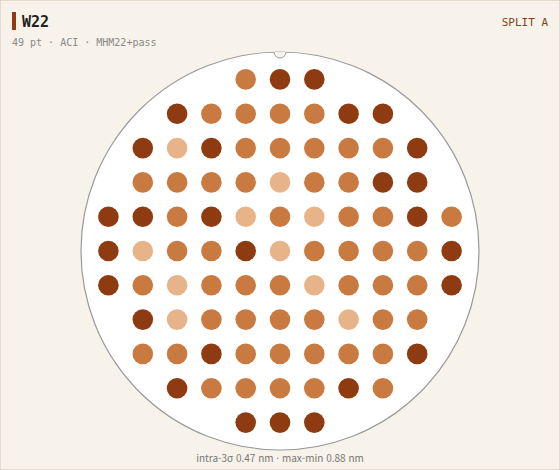 W22
SPLIT A
49 pt · ACI · MHM22+pass
intra-3σ 0.47 nm · max-min 0.88 nm